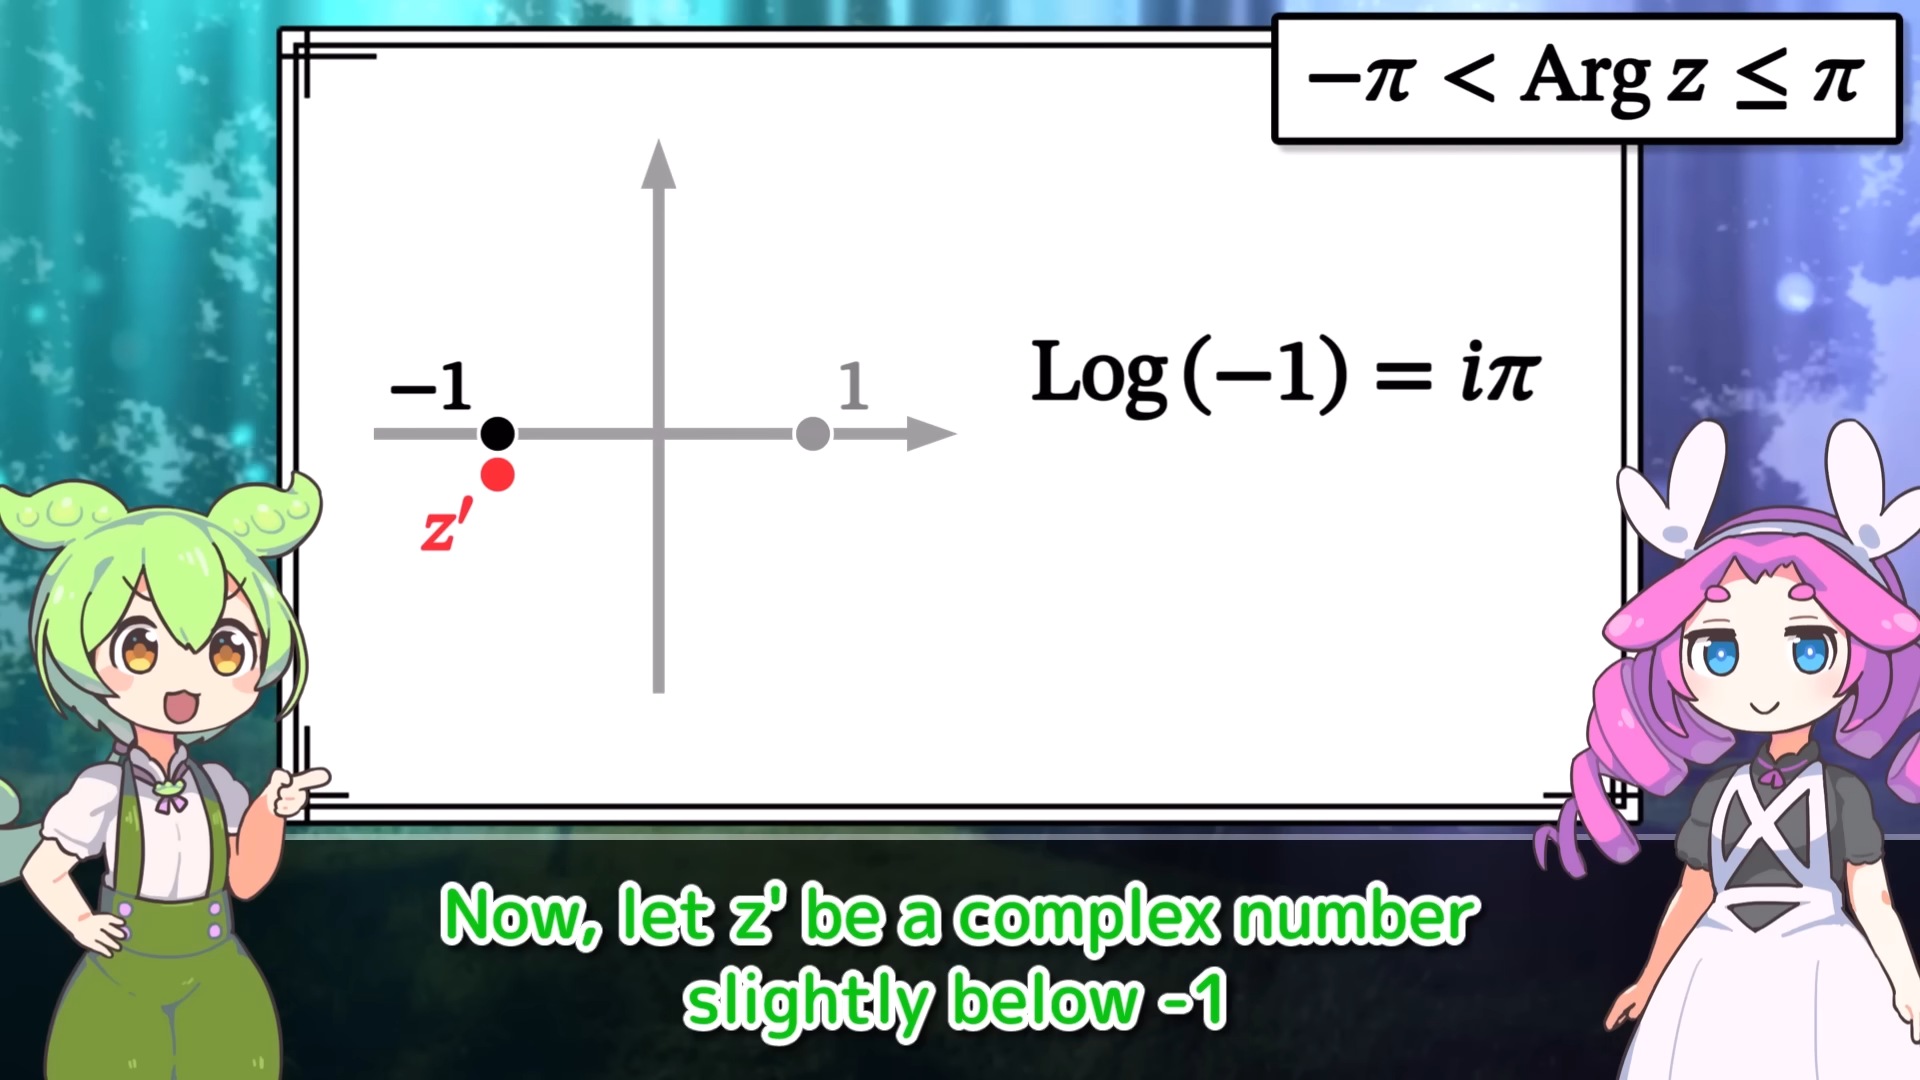 −π < Arg z ≤ π
−1
1
Log (−1) = iπ
z′
Now, let z' be a complex number
slightly below -1